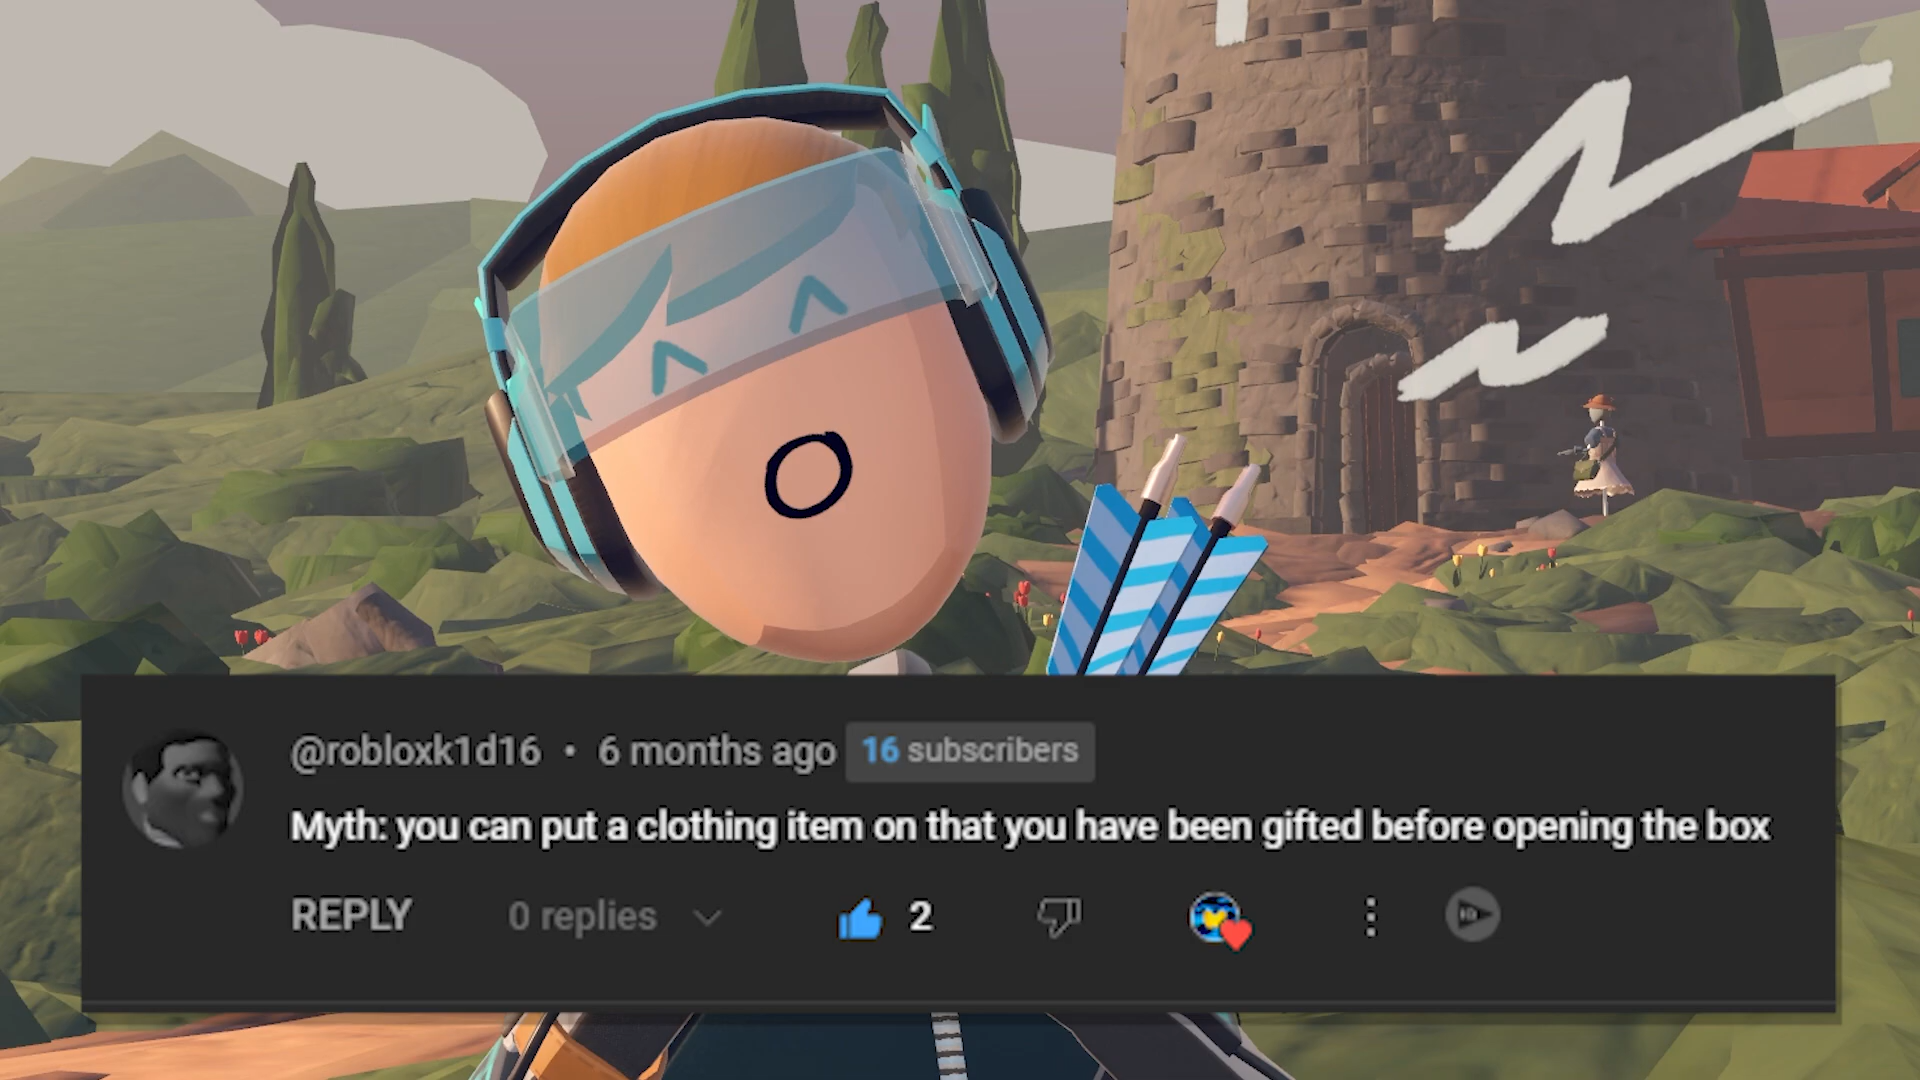 @robloxk1d16 • 6 months ago 16 subscribers
Myth: you can put a clothing item on that you have been gifted before opening the box
REPLY 0 replies 2